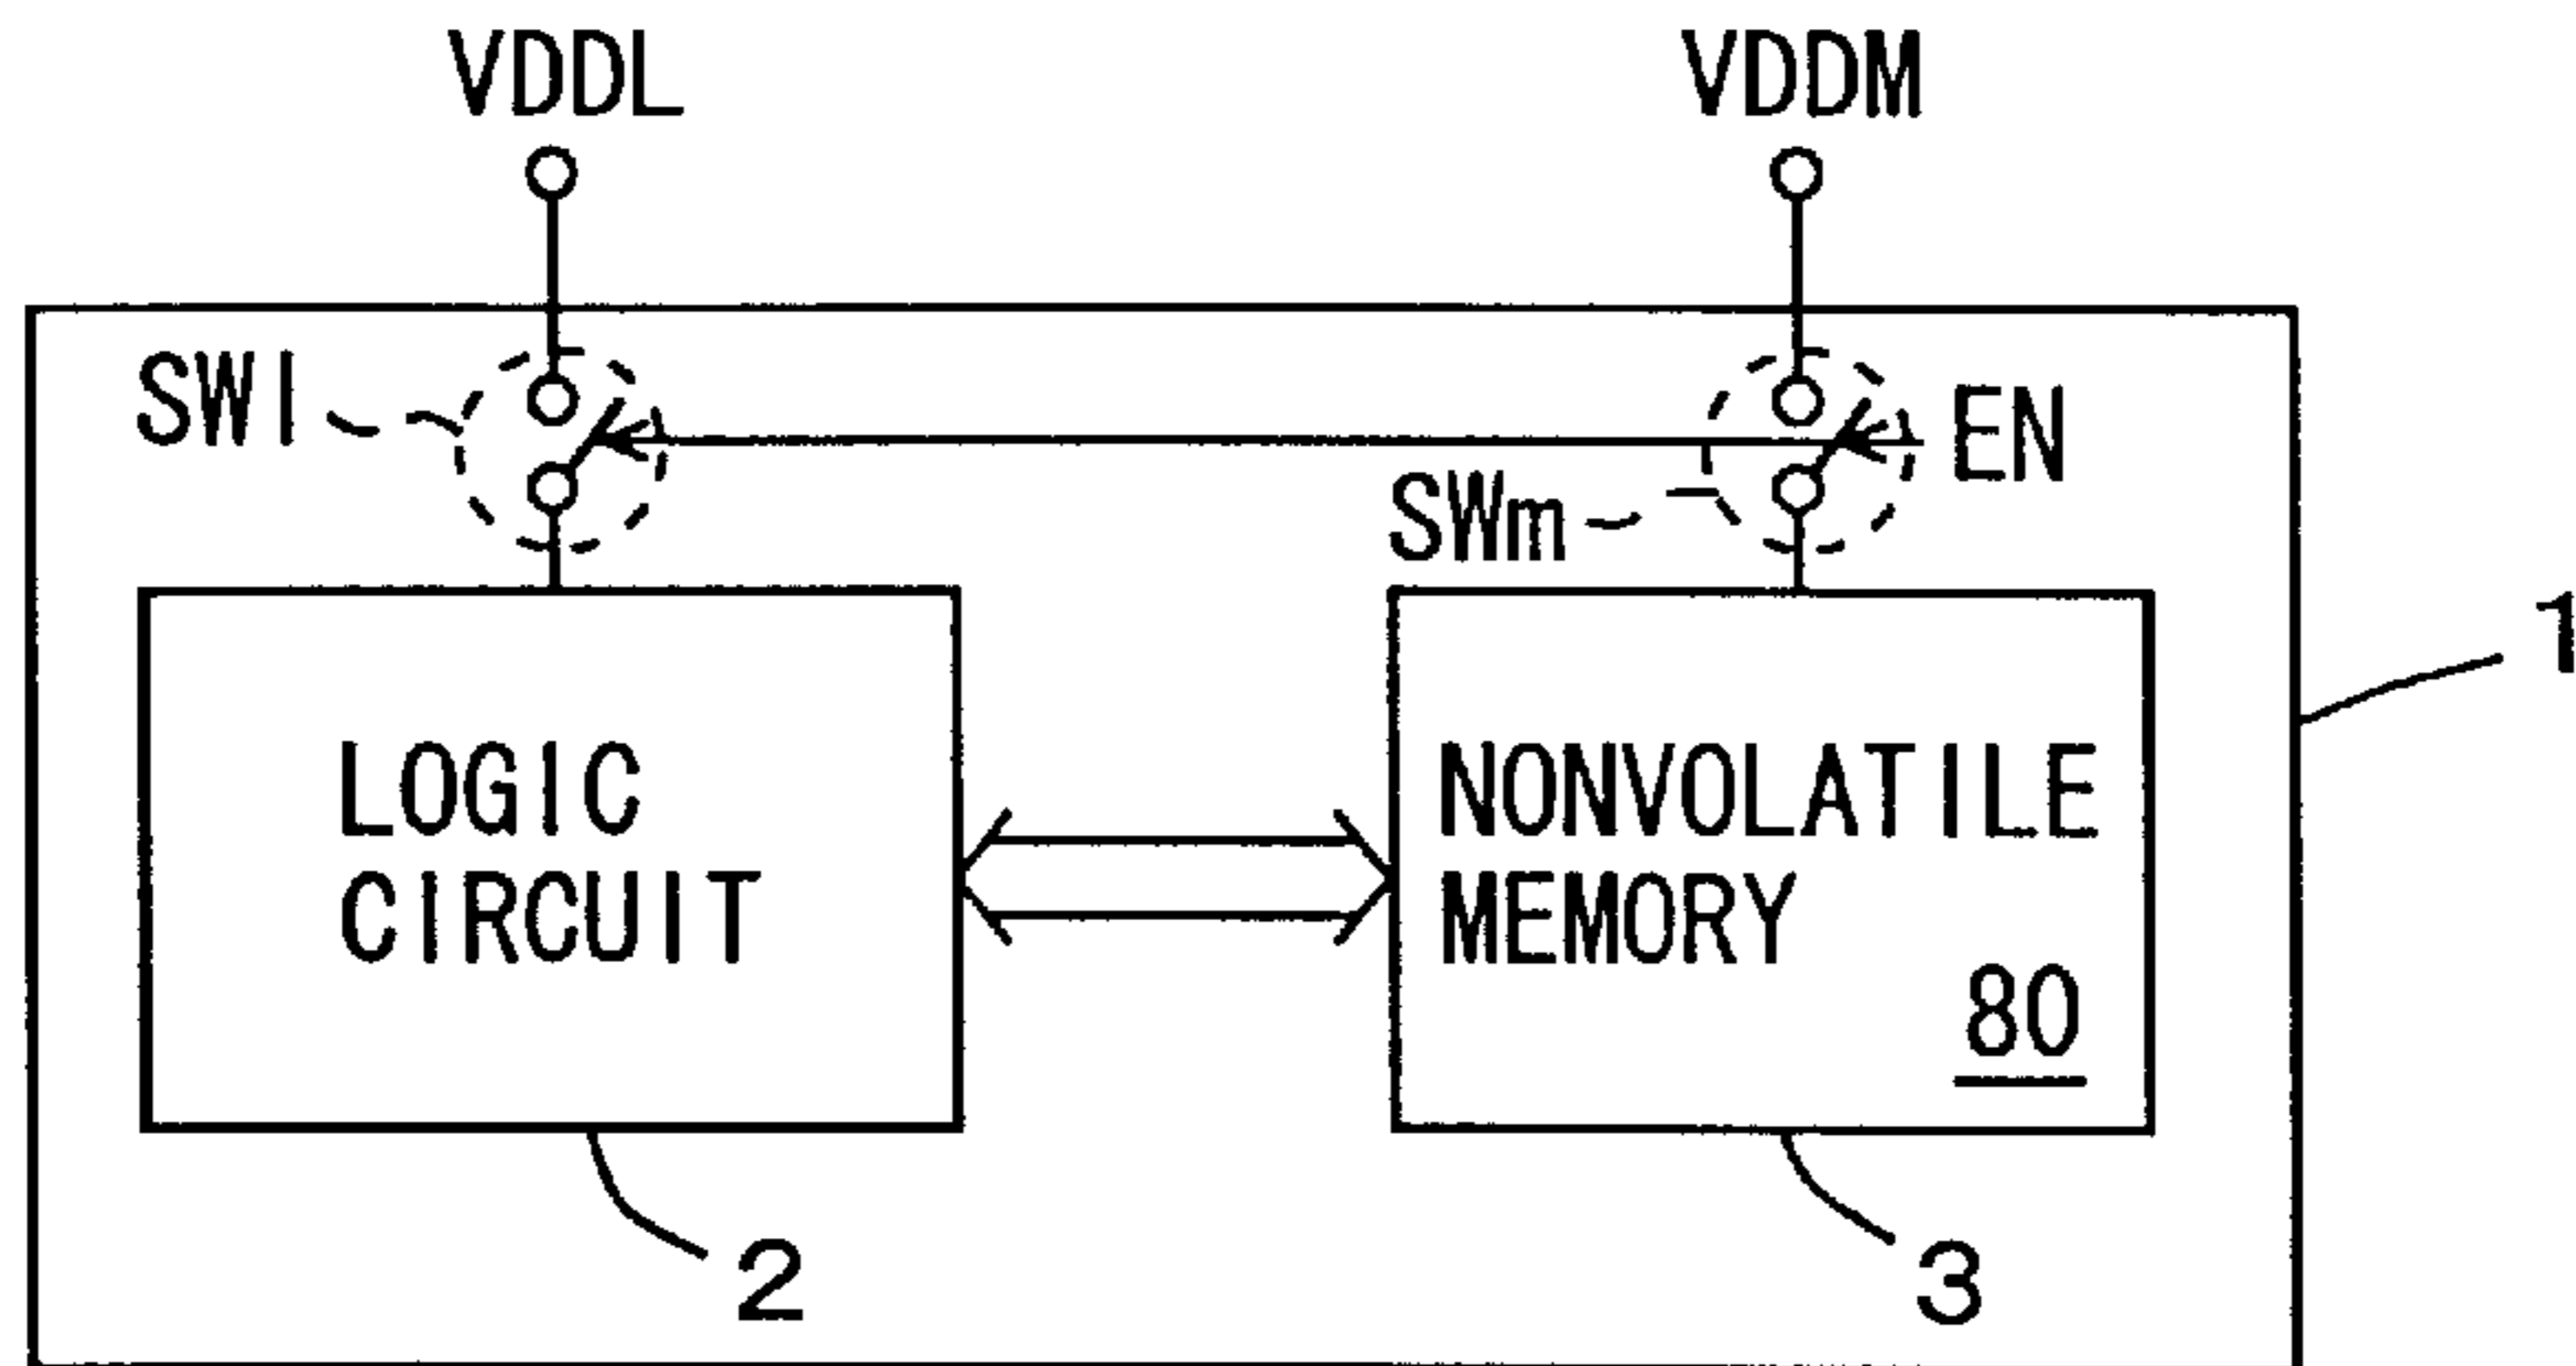 VDDL
VDDM
SWl
EN
SWm
1
LOGIC
CIRCUIT
NONVOLATILE
MEMORY
80
2
3